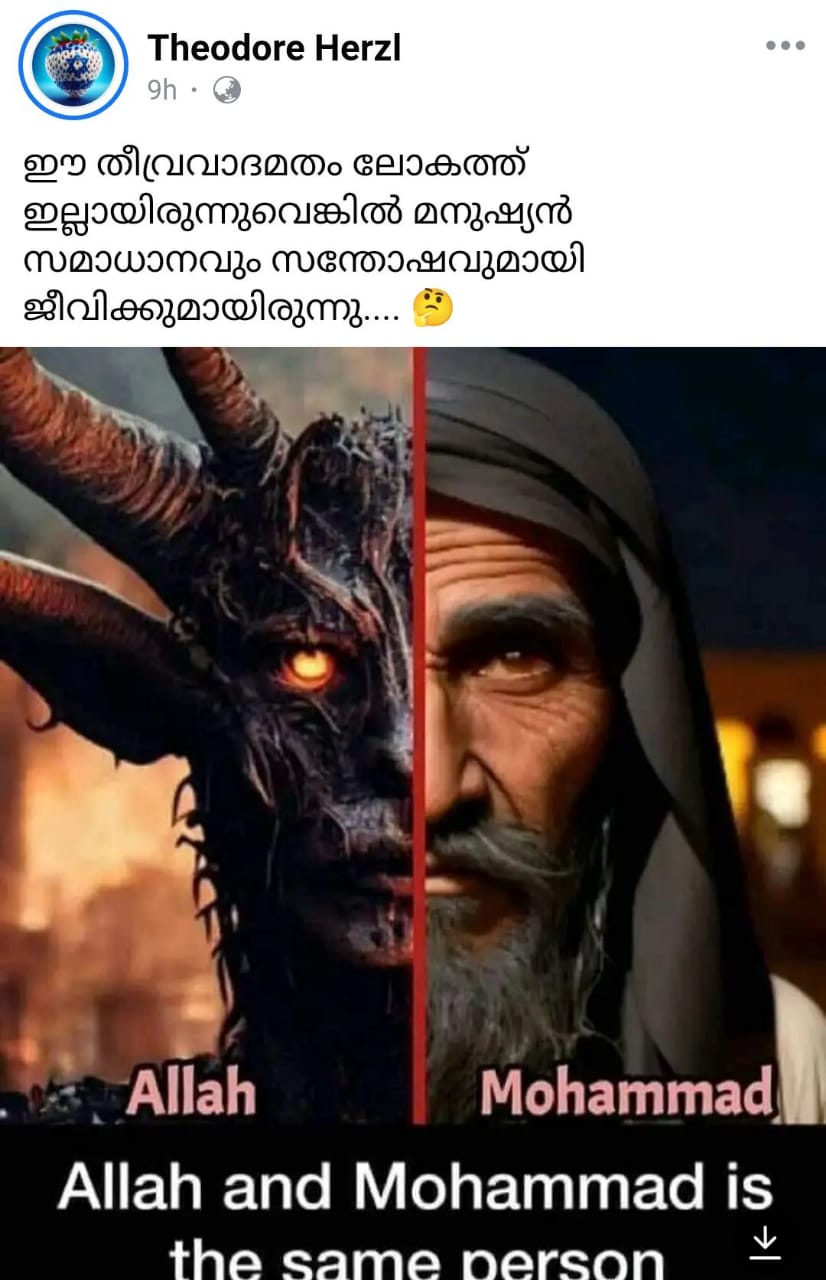 Theodore Herzl
9h ·
ഈ തീവ്രവാദമതം ലോകത്ത്
ഇല്ലായിരുന്നുവെങ്കിൽ മനുഷ്യൻ
സമാധാനവും സന്തോഷവുമായി
ജീവിക്കുമായിരുന്നു.... 🤔
Allah
Mohammad
Allah and Mohammad is
the same person